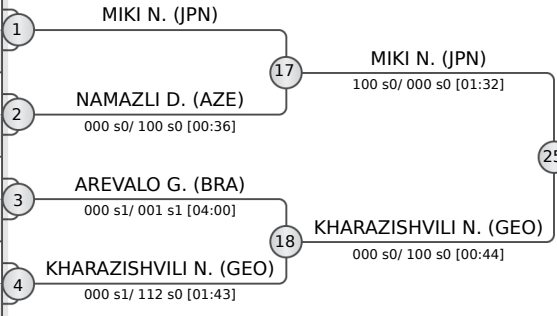 MIKI N. (JPN)
1
17
MIKI N. (JPN)
100 s0/ 000 s0 [01:32]
NAMAZLI D. (AZE)
2
000 s0/ 100 s0 [00:36]
25
AREVALO G. (BRA)
3
000 s1/ 001 s1 [04:00]
18
KHARAZISHVILI N. (GEO)
000 s0/ 100 s0 [00:44]
KHARAZISHVILI N. (GEO)
4
000 s1/ 112 s0 [01:43]